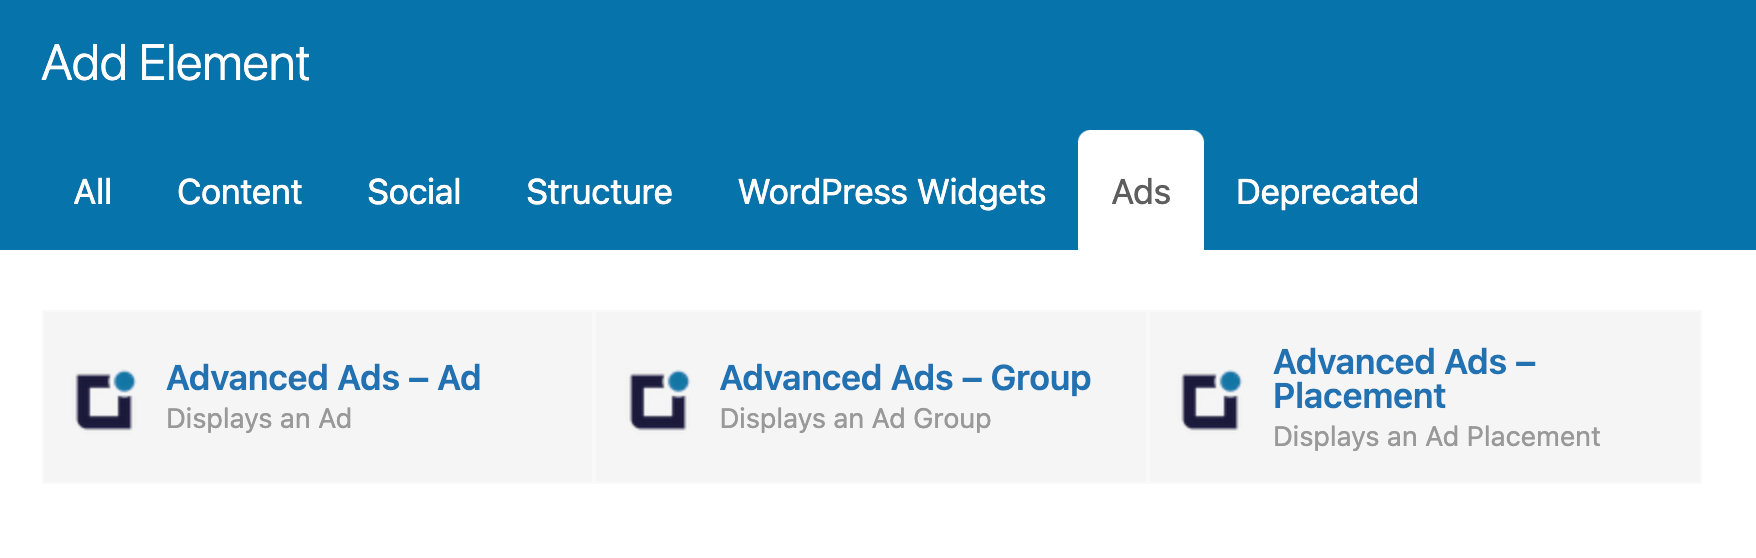 Add Element
All Content Social Structure WordPress Widgets Ads Deprecated
Advanced Ads – Ad
Displays an Ad
Advanced Ads – Group
Displays an Ad Group
Advanced Ads –
Placement
Displays an Ad Placement